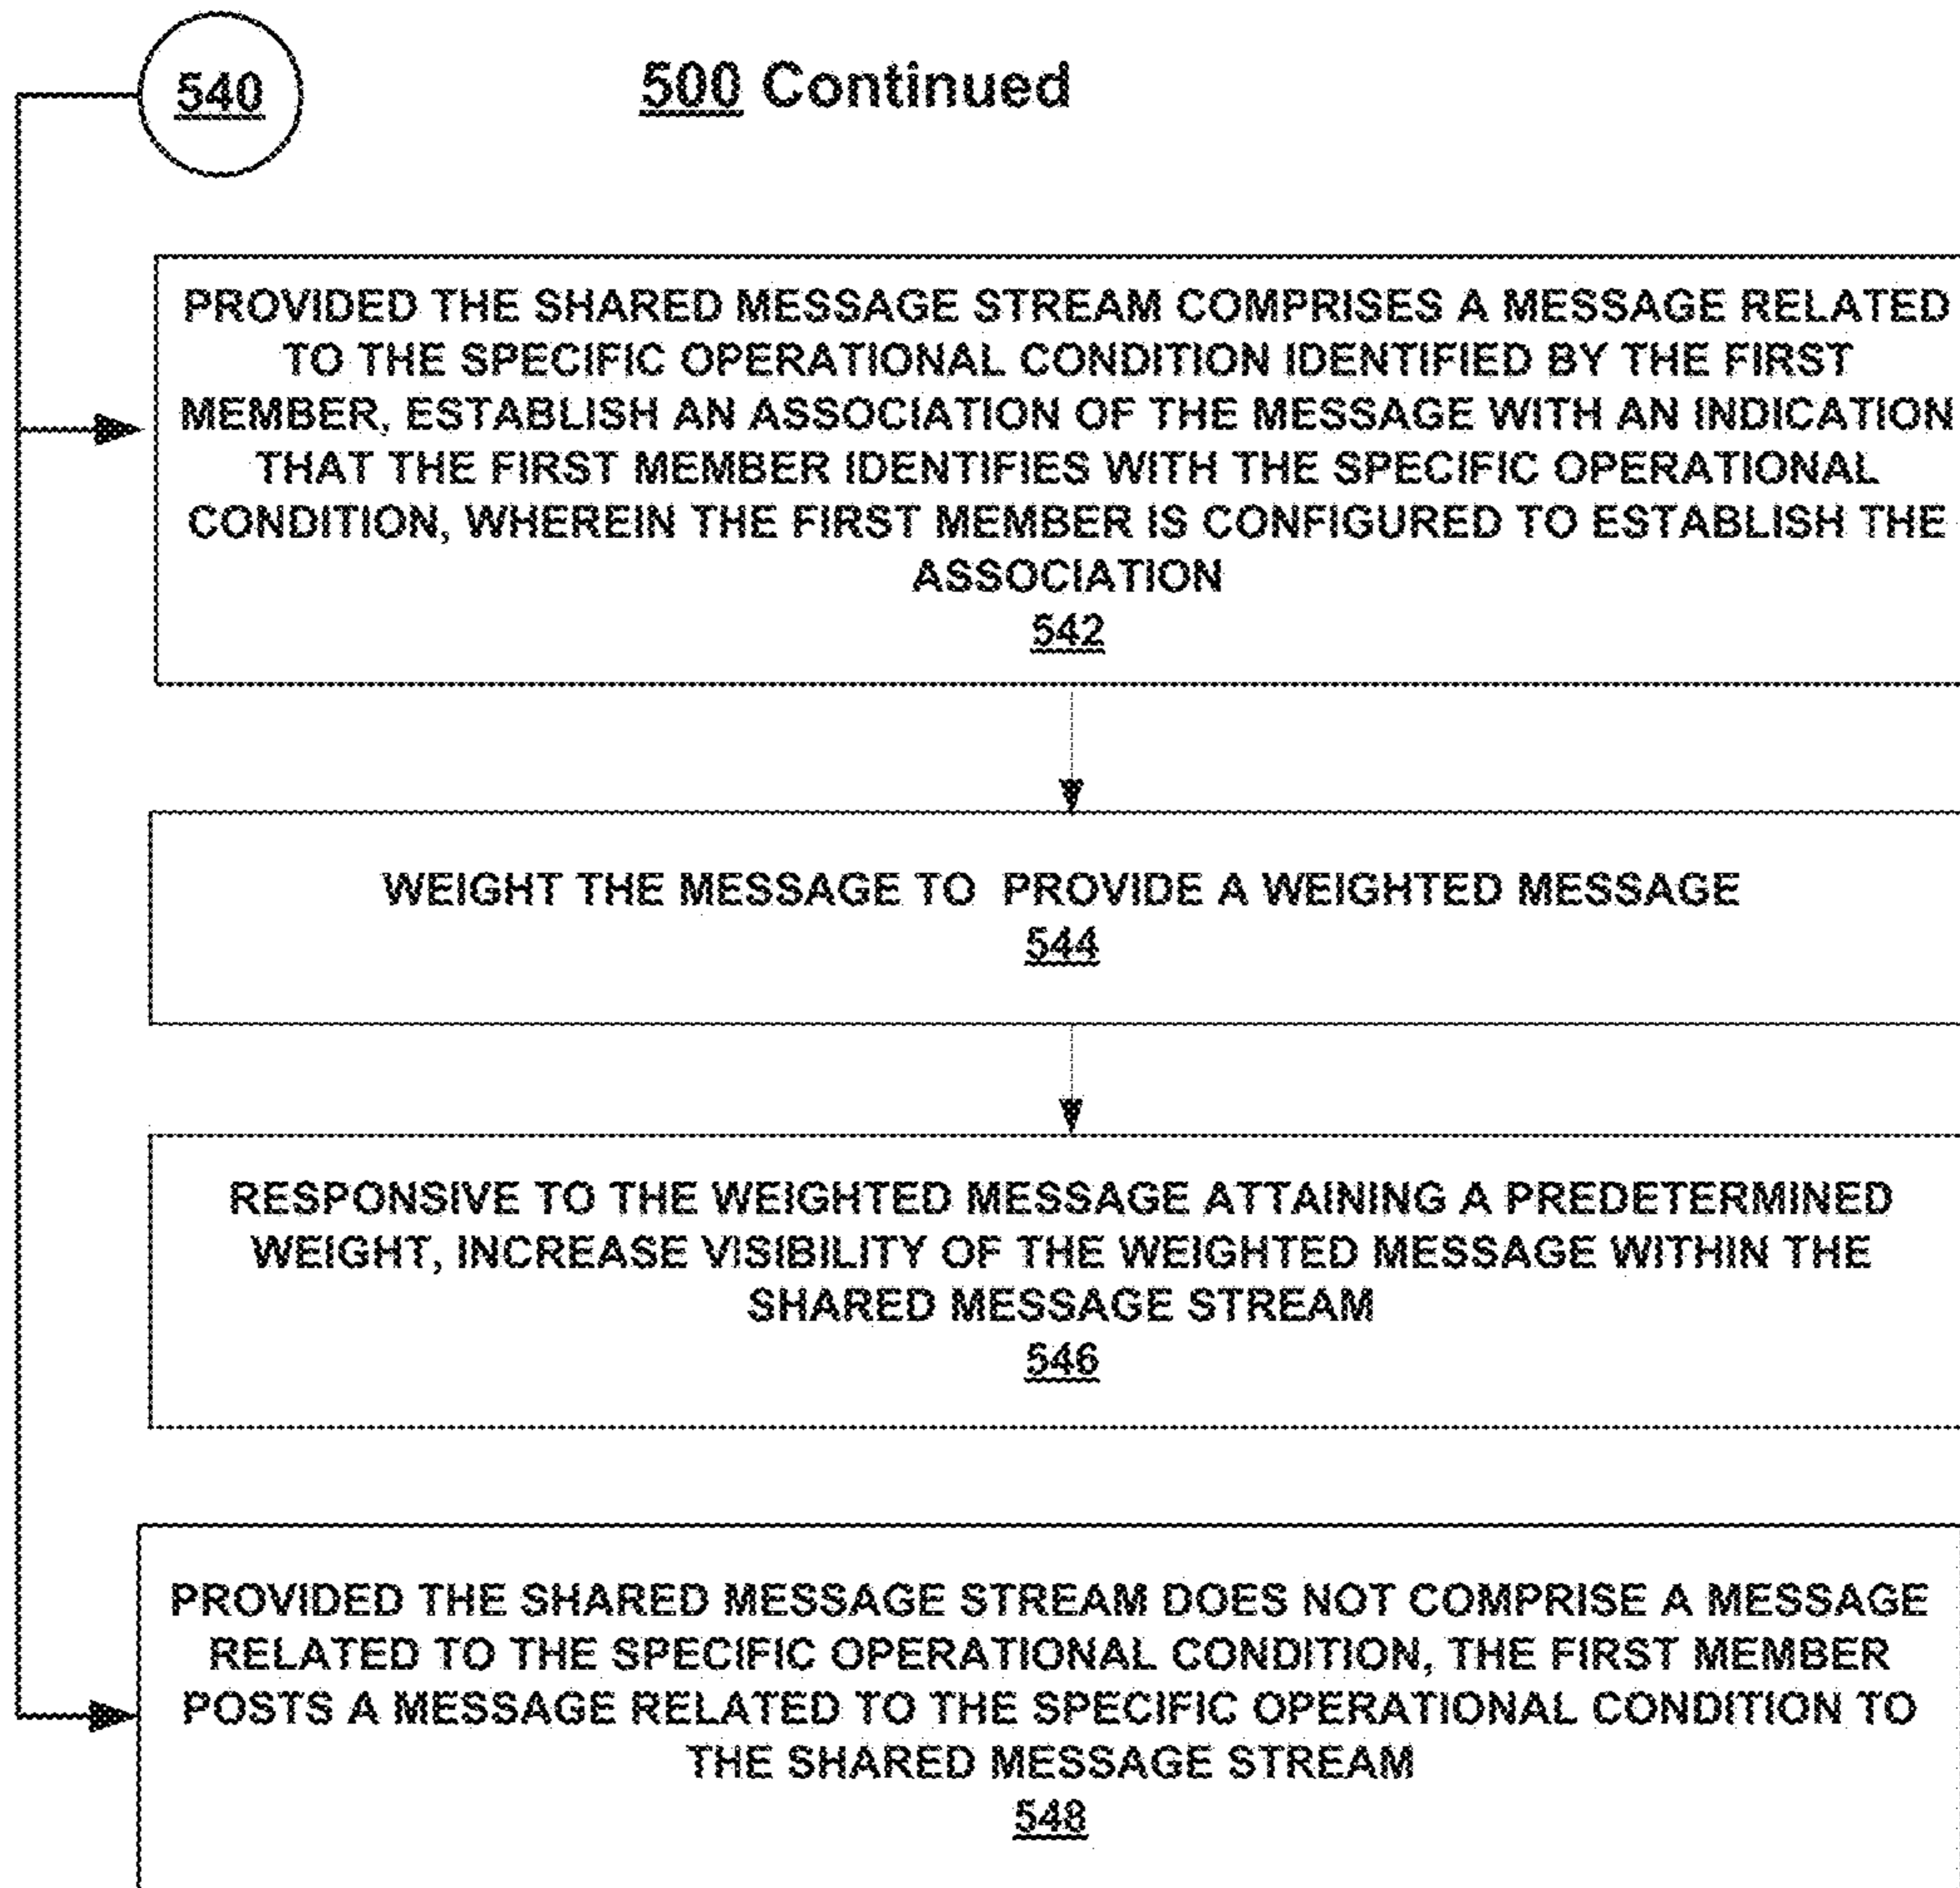 540
500 Continued
PROVIDED THE SHARED MESSAGE STREAM COMPRISES A MESSAGE RELATED
TO THE SPECIFIC OPERATIONAL CONDITION IDENTIFIED BY THE FIRST
MEMBER, ESTABLISH AN ASSOCIATION OF THE MESSAGE WITH AN INDICATION
THAT THE FIRST MEMBER IDENTIFIES WITH THE SPECIFIC OPERATIONAL
CONDITION, WHEREIN THE FIRST MEMBER IS CONFIGURED TO ESTABLISH THE
ASSOCIATION
542
WEIGHT THE MESSAGE TO PROVIDE A WEIGHTED MESSAGE
544
RESPONSIVE TO THE WEIGHTED MESSAGE ATTAINING A PREDETERMINED
WEIGHT, INCREASE VISIBILITY OF THE WEIGHTED MESSAGE WITHIN THE
SHARED MESSAGE STREAM
546
PROVIDED THE SHARED MESSAGE STREAM DOES NOT COMPRISE A MESSAGE
RELATED TO THE SPECIFIC OPERATIONAL CONDITION, THE FIRST MEMBER
POSTS A MESSAGE RELATED TO THE SPECIFIC OPERATIONAL CONDITION TO
THE SHARED MESSAGE STREAM
548